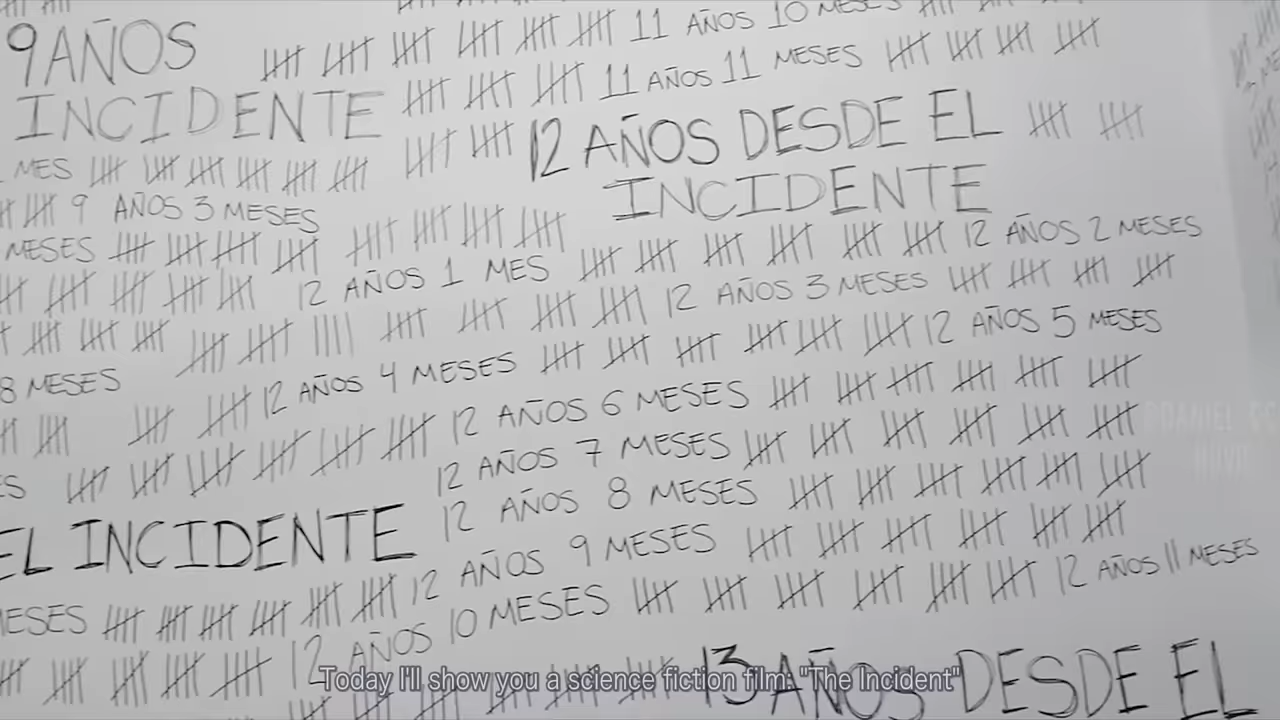 11 AÑOS 10 MESES
9 AÑOS
11 AÑOS 11 MESES
INCIDENTE
12 AÑOS DESDE EL
INCIDENTE
MES
9 AÑOS 3 MESES
MESES
12 AÑOS 1 MES
12 AÑOS 2 MESES
12 AÑOS 3 MESES
8 MESES
12 AÑOS 4 MESES
12 AÑOS 5 MESES
12 AÑOS 6 MESES
12 AÑOS 7 MESES
EL INCIDENTE
12 AÑOS 8 MESES
12 AÑOS 9 MESES
12 AÑOS 10 MESES
12 AÑOS 11 MESES
13 AÑOS DESDE EL
Today I'll show you a science fiction film: "The Incident"